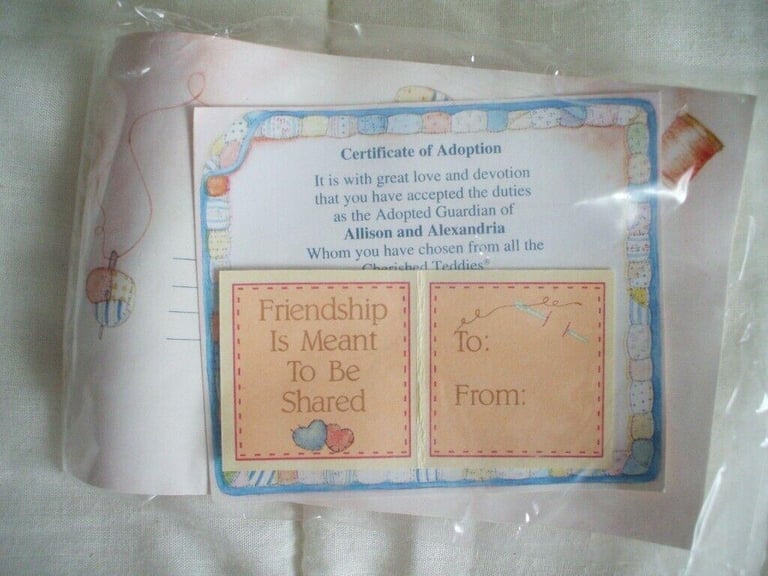 Certificate of Adoption
It is with great love and devotion
that you have accepted the duties
as the Adopted Guardian of
Allison and Alexandria
Whom you have chosen from all the
Cherished Teddies®
Friendship
Is Meant
To Be
Shared
To:
From: